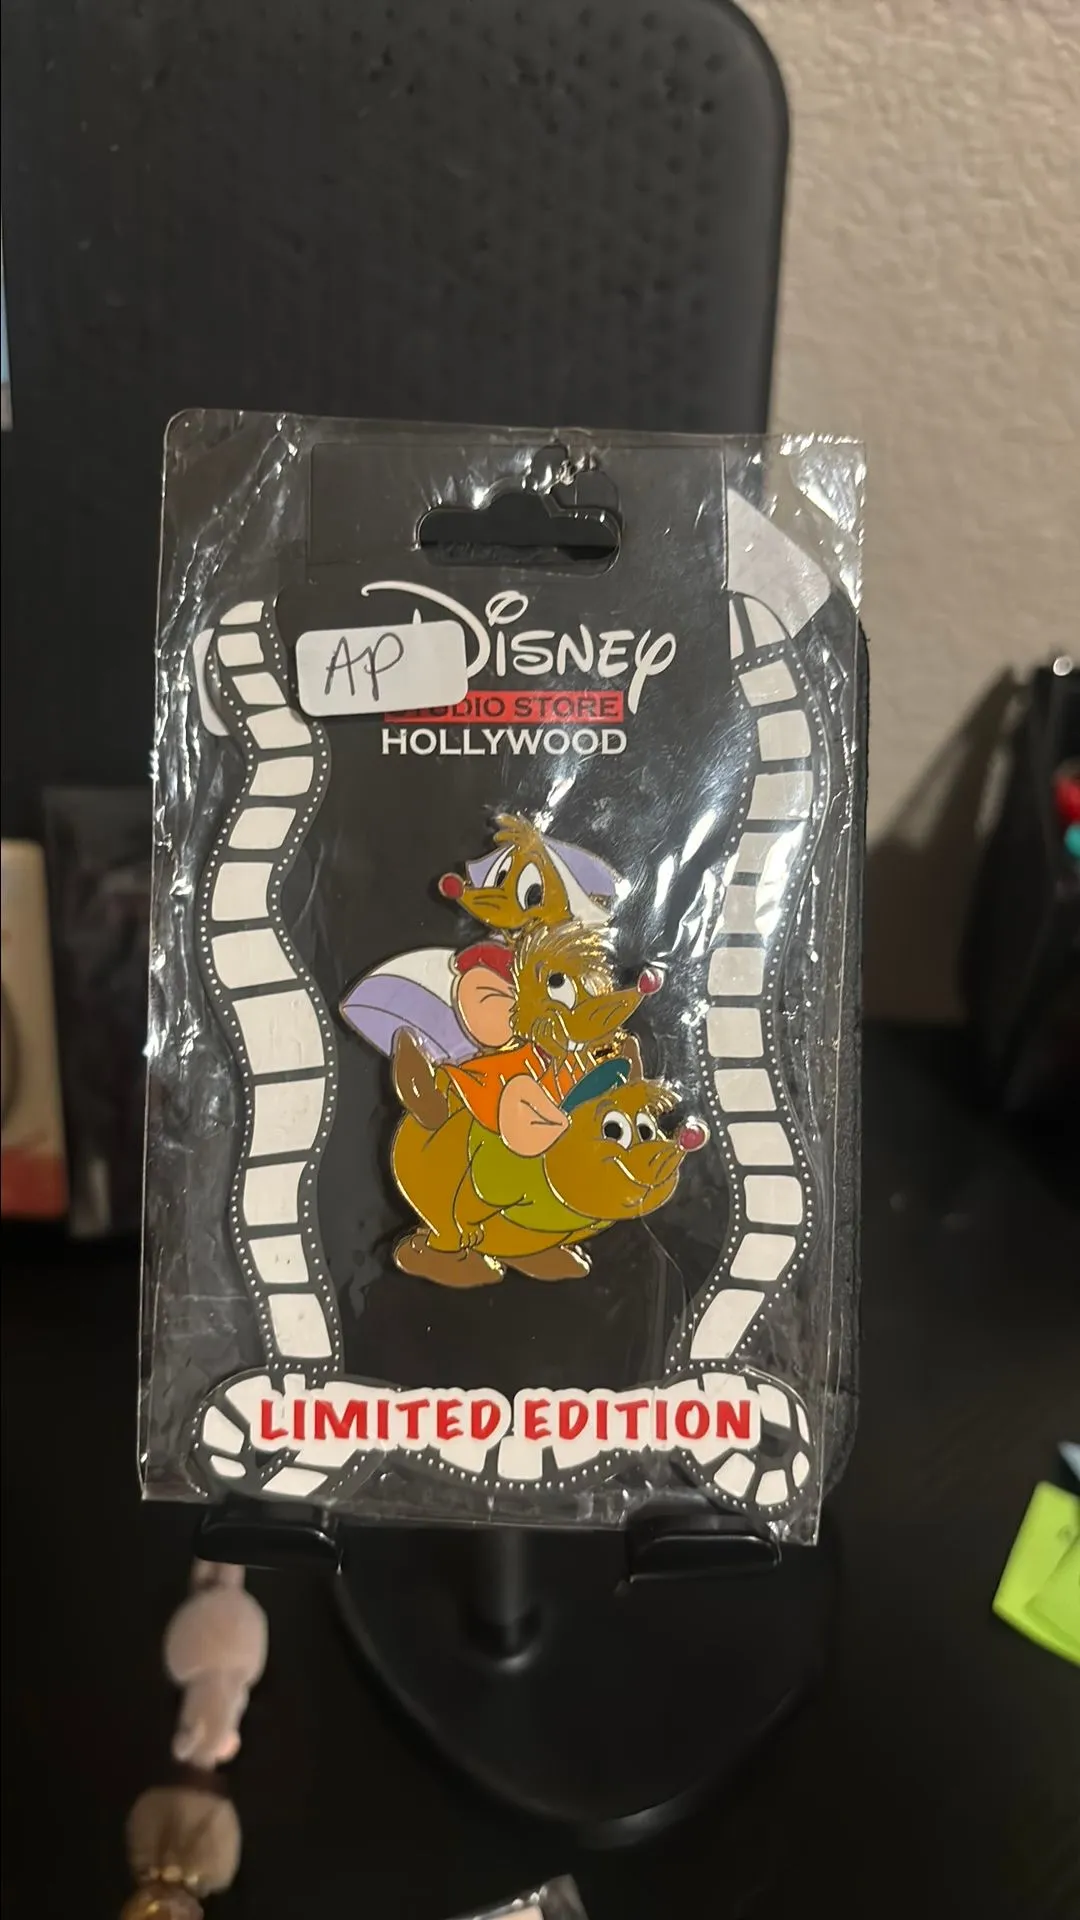 AP
DISNEY
STUDIO STORE
HOLLYWOOD
LIMITED EDITION